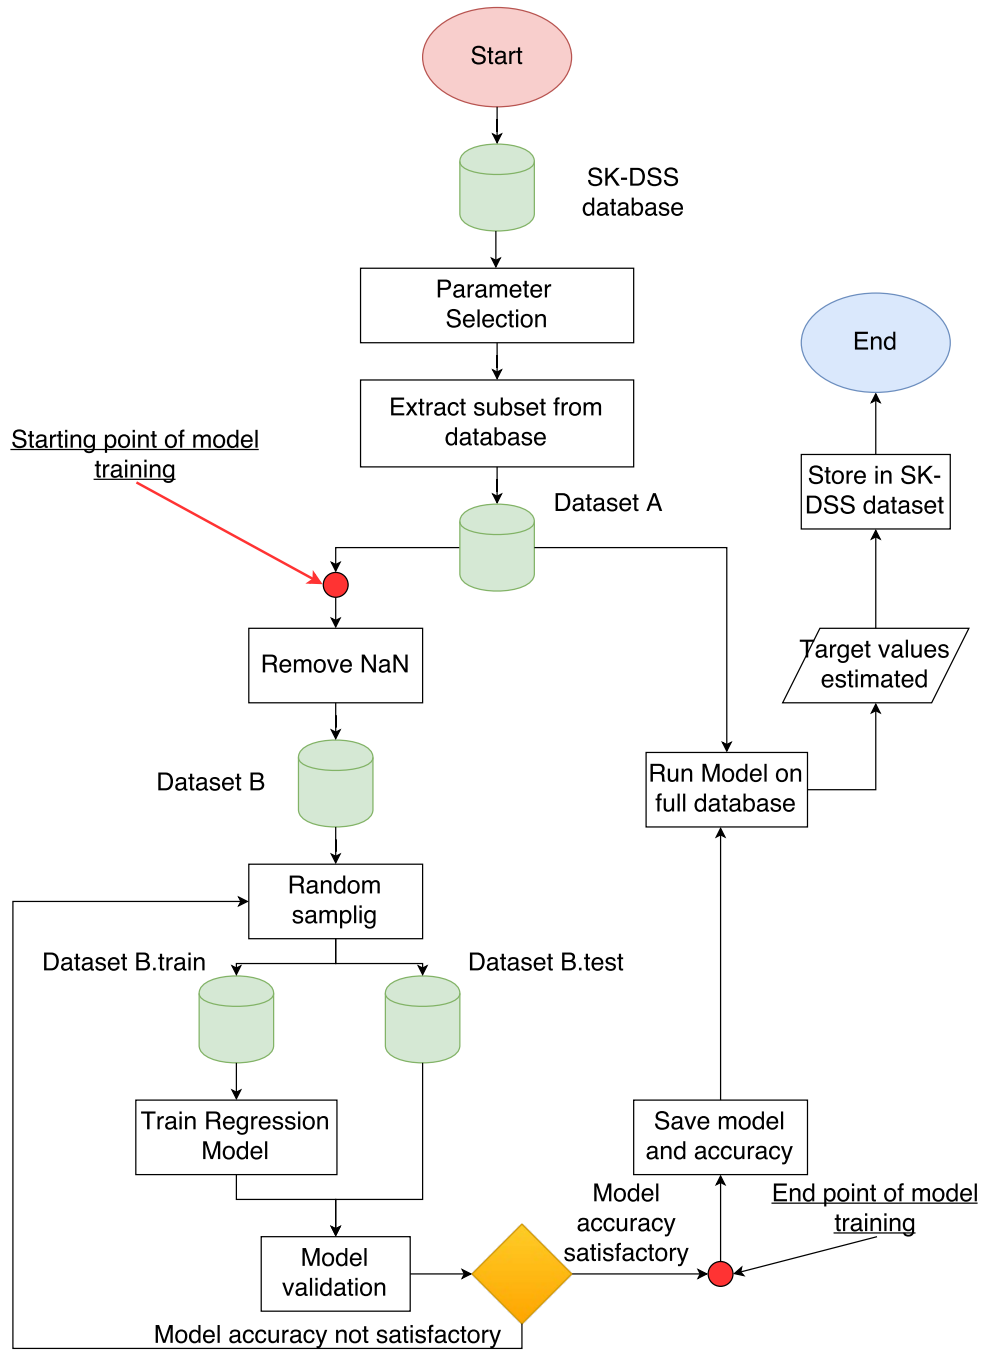 Start
SK-DSS
database
Parameter
Selection
End
Extract subset from
database
Starting point of model
training
Store in SK-
DSS dataset
Dataset A
Target values
estimated
Remove NaN
Run Model on
full database
Dataset B
Random
samplig
Dataset B.train
Dataset B.test
Train Regression
Model
Save model
and accuracy
Model
accuracy
satisfactory
End point of model
training
Model
validation
Model accuracy not satisfactory